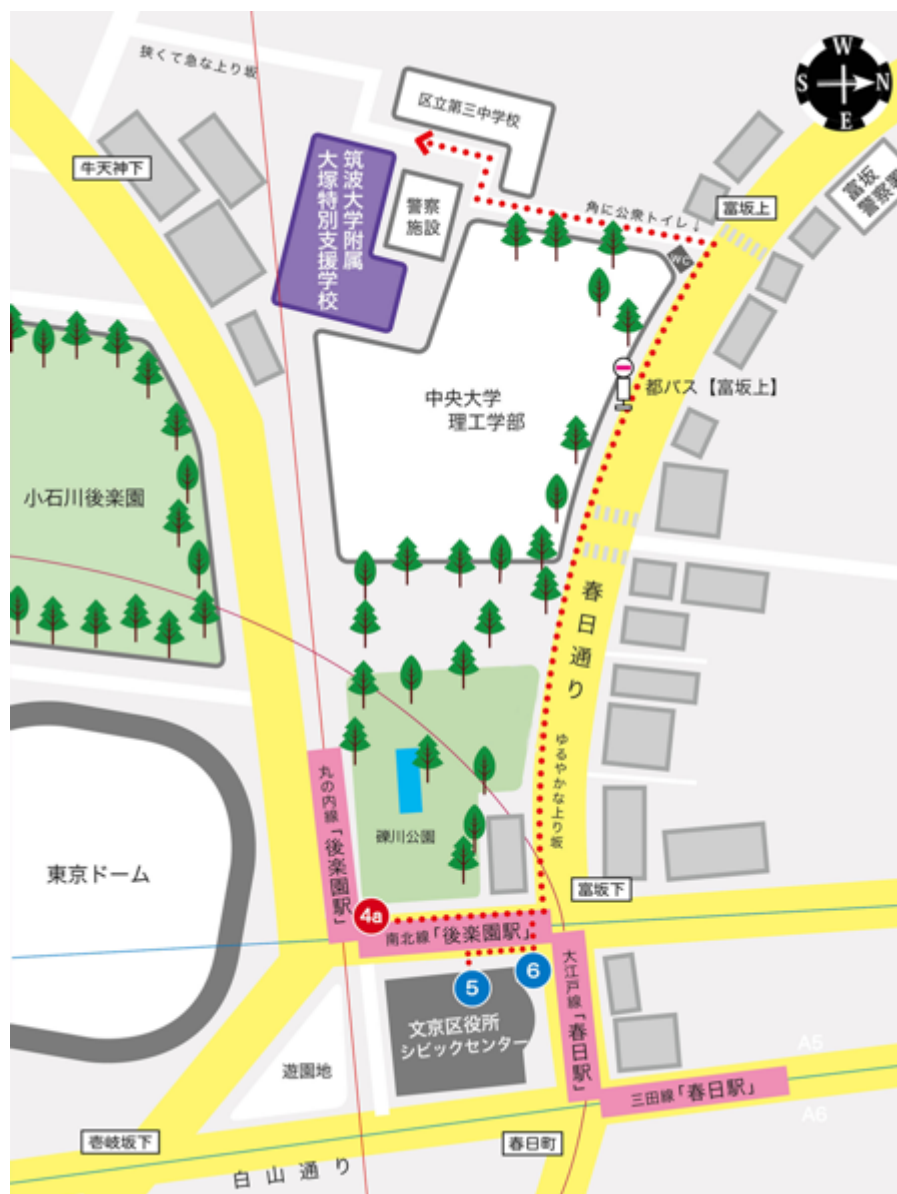 狭くて急な上り坂
W
S
N
E
区立第三中学校
牛天神下
筑波大学附属
大塚特別支援学校
警察
施設
角に公衆トイレ↓
富坂上
富坂
警察署
WC
都バス【富坂上】
中央大学
理工学部
小石川後楽園
春日通り
ゆるやかな上り坂
丸の内線「後楽園駅」
礫川公園
東京ドーム
富坂下
4a
南北線「後楽園駅」
5
6
大江戸線「春日駅」
文京区役所
シビックセンター
遊園地
A5
三田線「春日駅」
A6
壱岐坂下
春日町
白山通り